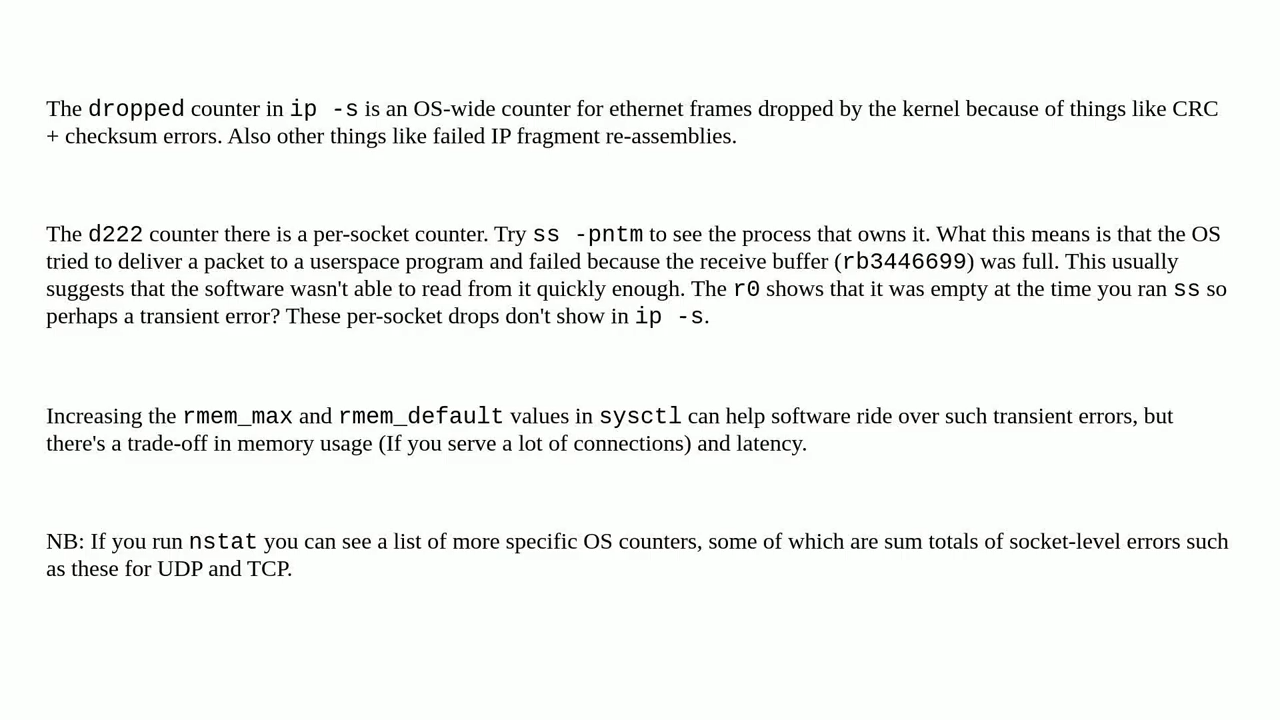 The dropped counter in ip -s is an OS-wide counter for ethernet frames dropped by the kernel because of things like CRC
+ checksum errors. Also other things like failed IP fragment re-assemblies.
The d222 counter there is a per-socket counter. Try ss -pntm to see the process that owns it. What this means is that the OS
tried to deliver a packet to a userspace program and failed because the receive buffer (rb3446699) was full. This usually
suggests that the software wasn't able to read from it quickly enough. The r0 shows that it was empty at the time you ran ss so
perhaps a transient error? These per-socket drops don't show in ip -s.
Increasing the rmem_max and rmem_default values in sysctl can help software ride over such transient errors, but
there's a trade-off in memory usage (If you serve a lot of connections) and latency.
NB: If you run nstat you can see a list of more specific OS counters, some of which are sum totals of socket-level errors such
as these for UDP and TCP.